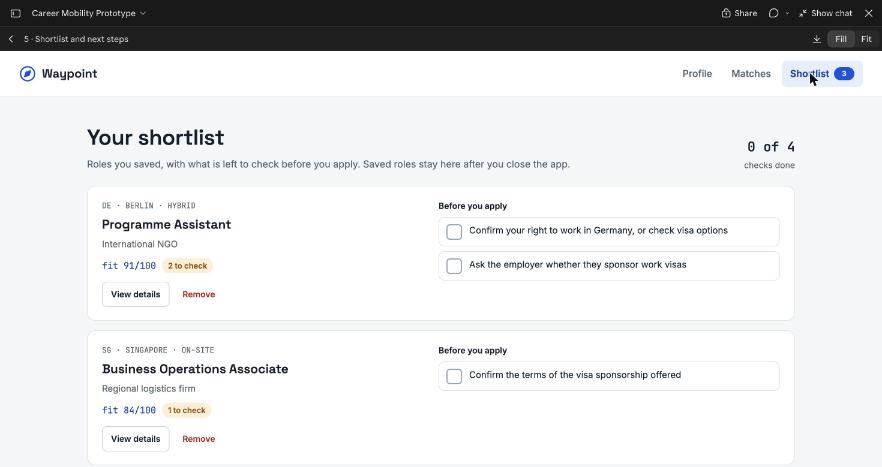 Career Mobility Prototype
Share
Show chat
5 · Shortlist and next steps
Fill
Fit
Waypoint
Profile
Matches
Shortlist
3
Your shortlist
Roles you saved, with what is left to check before you apply. Saved roles stay here after you close the app.
0 of 4
checks done
DE · BERLIN · HYBRID
Programme Assistant
International NGO
fit 91/100
2 to check
View details
Remove
Before you apply
Confirm your right to work in Germany, or check visa options
Ask the employer whether they sponsor work visas
SG · SINGAPORE · ON-SITE
Business Operations Associate
Regional logistics firm
fit 84/100
1 to check
View details
Remove
Before you apply
Confirm the terms of the visa sponsorship offered